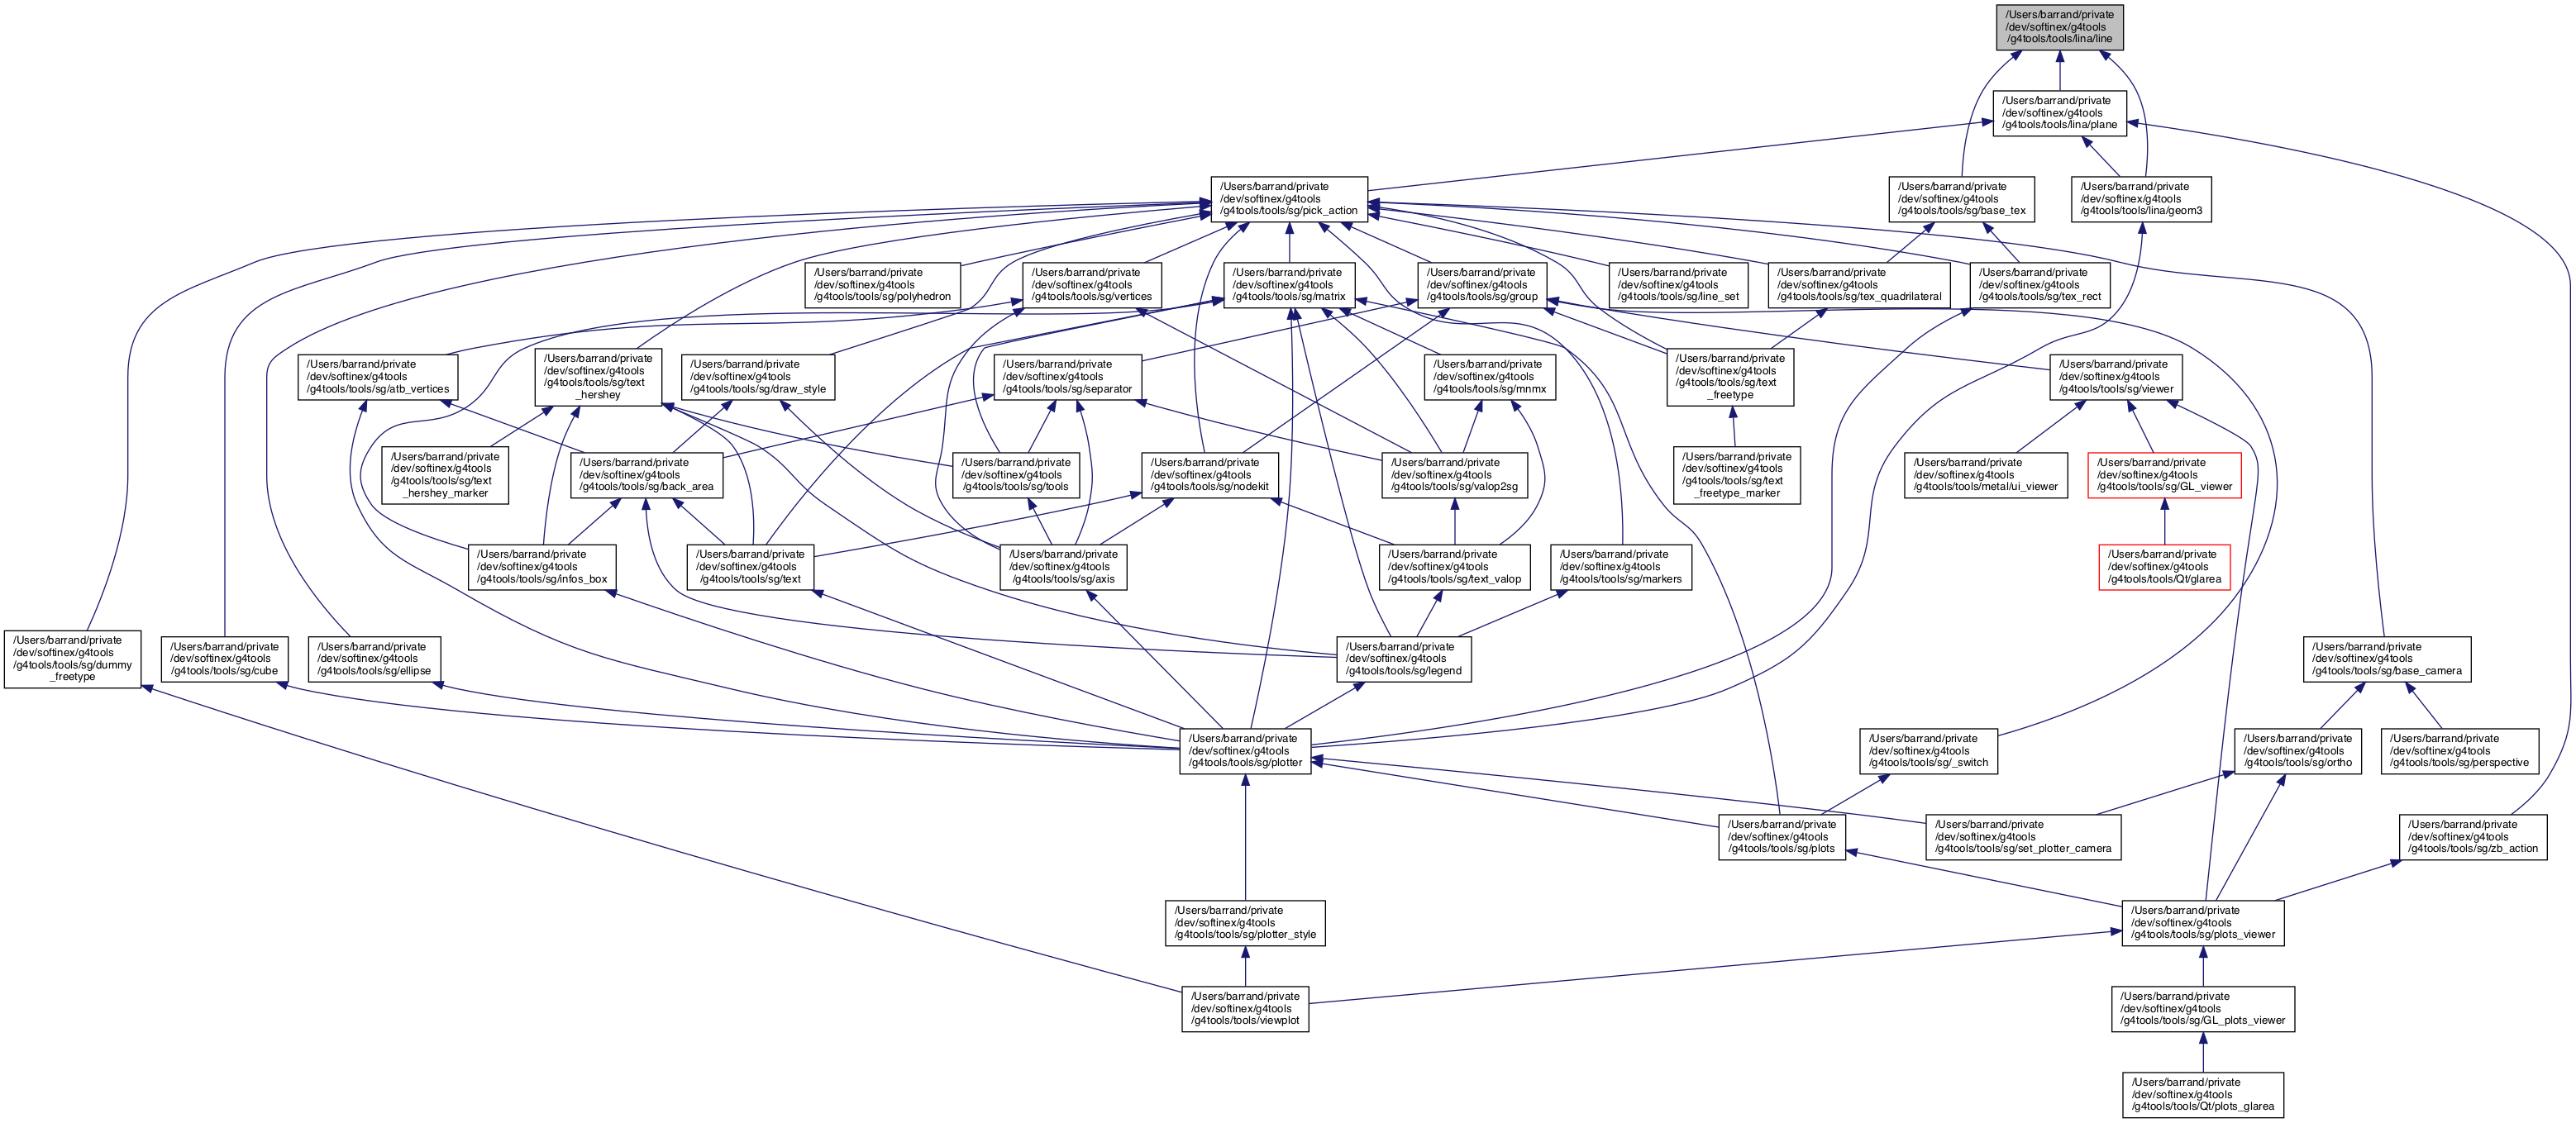 /Users/barrand/private
/dev/softinex/g4tools
/g4tools/tools/lina/line
/Users/barrand/private
/dev/softinex/g4tools
/g4tools/tools/lina/plane
/Users/barrand/private
/dev/softinex/g4tools
/g4tools/tools/sg/pick_action
/Users/barrand/private
/dev/softinex/g4tools
/g4tools/tools/sg/base_tex
/Users/barrand/private
/dev/softinex/g4tools
/g4tools/tools/lina/geom3
/Users/barrand/private
/dev/softinex/g4tools
/g4tools/tools/sg/polyhedron
/Users/barrand/private
/dev/softinex/g4tools
/g4tools/tools/sg/vertices
/Users/barrand/private
/dev/softinex/g4tools
/g4tools/tools/sg/matrix
/Users/barrand/private
/dev/softinex/g4tools
/g4tools/tools/sg/group
/Users/barrand/private
/dev/softinex/g4tools
/g4tools/tools/sg/line_set
/Users/barrand/private
/dev/softinex/g4tools
/g4tools/tools/sg/tex_quadrilateral
/Users/barrand/private
/dev/softinex/g4tools
/g4tools/tools/sg/tex_rect
/Users/barrand/private
/dev/softinex/g4tools
/g4tools/tools/sg/atb_vertices
/Users/barrand/private
/dev/softinex/g4tools
/g4tools/tools/sg/text
_hershey
/Users/barrand/private
/dev/softinex/g4tools
/g4tools/tools/sg/draw_style
/Users/barrand/private
/dev/softinex/g4tools
/g4tools/tools/sg/separator
/Users/barrand/private
/dev/softinex/g4tools
/g4tools/tools/sg/mnmx
/Users/barrand/private
/dev/softinex/g4tools
/g4tools/tools/sg/text
_freetype
/Users/barrand/private
/dev/softinex/g4tools
/g4tools/tools/sg/viewer
/Users/barrand/private
/dev/softinex/g4tools
/g4tools/tools/sg/text
_hershey_marker
/Users/barrand/private
/dev/softinex/g4tools
/g4tools/tools/sg/back_area
/Users/barrand/private
/dev/softinex/g4tools
/g4tools/tools/sg/tools
/Users/barrand/private
/dev/softinex/g4tools
/g4tools/tools/sg/nodekit
/Users/barrand/private
/dev/softinex/g4tools
/g4tools/tools/sg/valop2sg
/Users/barrand/private
/dev/softinex/g4tools
/g4tools/tools/sg/text
_freetype_marker
/Users/barrand/private
/dev/softinex/g4tools
/g4tools/tools/metal/ui_viewer
/Users/barrand/private
/dev/softinex/g4tools
/g4tools/tools/sg/GL_viewer
/Users/barrand/private
/dev/softinex/g4tools
/g4tools/tools/sg/infos_box
/Users/barrand/private
/dev/softinex/g4tools
/g4tools/tools/sg/text
/Users/barrand/private
/dev/softinex/g4tools
/g4tools/tools/sg/axis
/Users/barrand/private
/dev/softinex/g4tools
/g4tools/tools/sg/text_valop
/Users/barrand/private
/dev/softinex/g4tools
/g4tools/tools/sg/markers
/Users/barrand/private
/dev/softinex/g4tools
/g4tools/tools/Qt/glarea
/Users/barrand/private
/dev/softinex/g4tools
/g4tools/tools/sg/dummy
_freetype
/Users/barrand/private
/dev/softinex/g4tools
/g4tools/tools/sg/cube
/Users/barrand/private
/dev/softinex/g4tools
/g4tools/tools/sg/ellipse
/Users/barrand/private
/dev/softinex/g4tools
/g4tools/tools/sg/legend
/Users/barrand/private
/dev/softinex/g4tools
/g4tools/tools/sg/base_camera
/Users/barrand/private
/dev/softinex/g4tools
/g4tools/tools/sg/plotter
/Users/barrand/private
/dev/softinex/g4tools
/g4tools/tools/sg/_switch
/Users/barrand/private
/dev/softinex/g4tools
/g4tools/tools/sg/ortho
/Users/barrand/private
/dev/softinex/g4tools
/g4tools/tools/sg/perspective
/Users/barrand/private
/dev/softinex/g4tools
/g4tools/tools/sg/plots
/Users/barrand/private
/dev/softinex/g4tools
/g4tools/tools/sg/set_plotter_camera
/Users/barrand/private
/dev/softinex/g4tools
/g4tools/tools/sg/zb_action
/Users/barrand/private
/dev/softinex/g4tools
/g4tools/tools/sg/plotter_style
/Users/barrand/private
/dev/softinex/g4tools
/g4tools/tools/sg/plots_viewer
/Users/barrand/private
/dev/softinex/g4tools
/g4tools/tools/viewplot
/Users/barrand/private
/dev/softinex/g4tools
/g4tools/tools/sg/GL_plots_viewer
/Users/barrand/private
/dev/softinex/g4tools
/g4tools/tools/Qt/plots_glarea